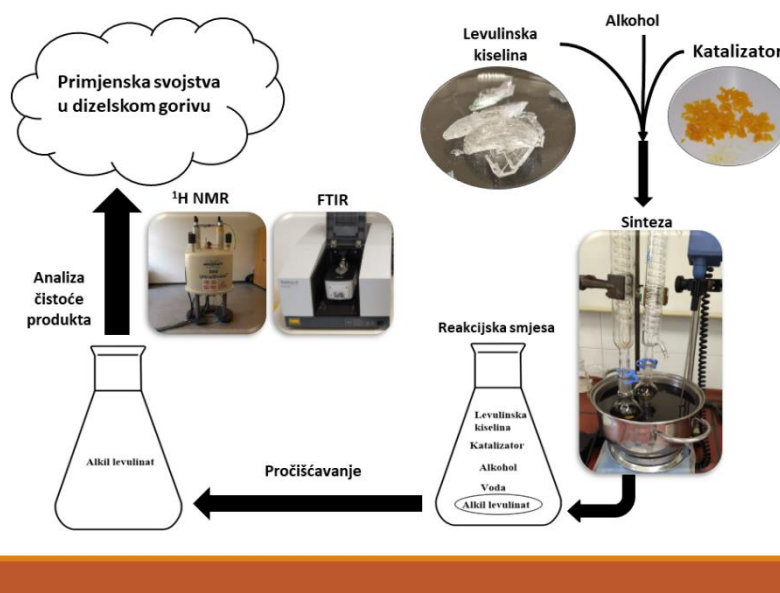 Levulinska
kiselina
Alkohol
Katalizator
Sinteza
Reakcijska smjesa
Levulinska
kiselina
Katalizator
Alkohol
Voda
Alkil levulinat
Pročišćavanje
Alkil levulinat
Analiza
čistoće
produkta
¹H NMR
FTIR
Primjenska svojstva
u dizelskom gorivu